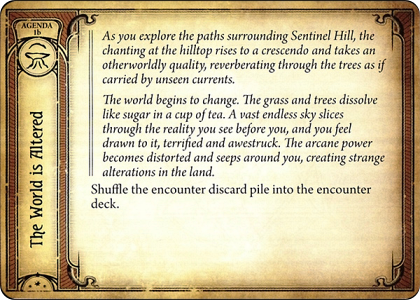 AGENDA
1b
The World is Altered
As you explore the paths surrounding Sentinel Hill, the
chanting at the hilltop rises to a crescendo and takes an
otherworldly quality, reverberating through the trees as if
carried by unseen currents.
The world begins to change. The grass and trees dissolve
like sugar in a cup of tea. A vast endless sky slices
through the reality you see before you, and you feel
drawn to it, terrified and awestruck. The arcane power
becomes distorted and seeps around you, creating strange
alterations in the land.
Shuffle the encounter discard pile into the encounter
deck.